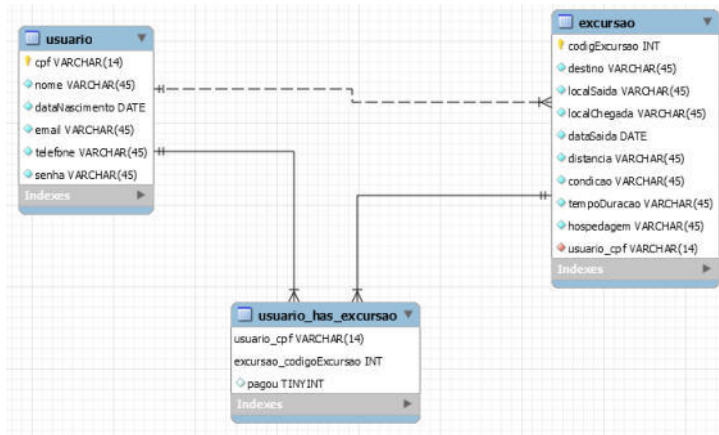 usuario
cpf VARCHAR(14)
nome VARCHAR(45)
dataNascimento DATE
email VARCHAR(45)
telefone VARCHAR(45)
senha VARCHAR(45)
Indexes
excursao
codigExcursao INT
destino VARCHAR(45)
localSaida VARCHAR(45)
localChegada VARCHAR(45)
dataSaida DATE
distancia VARCHAR(45)
condicao VARCHAR(45)
tempoDuracao VARCHAR(45)
hospedagem VARCHAR(45)
usuario_cpf VARCHAR(14)
Indexes
usuario_has_excursao
usuario_cpf VARCHAR(14)
excursao_codigoExcursao INT
pagou TINYINT
Indexes